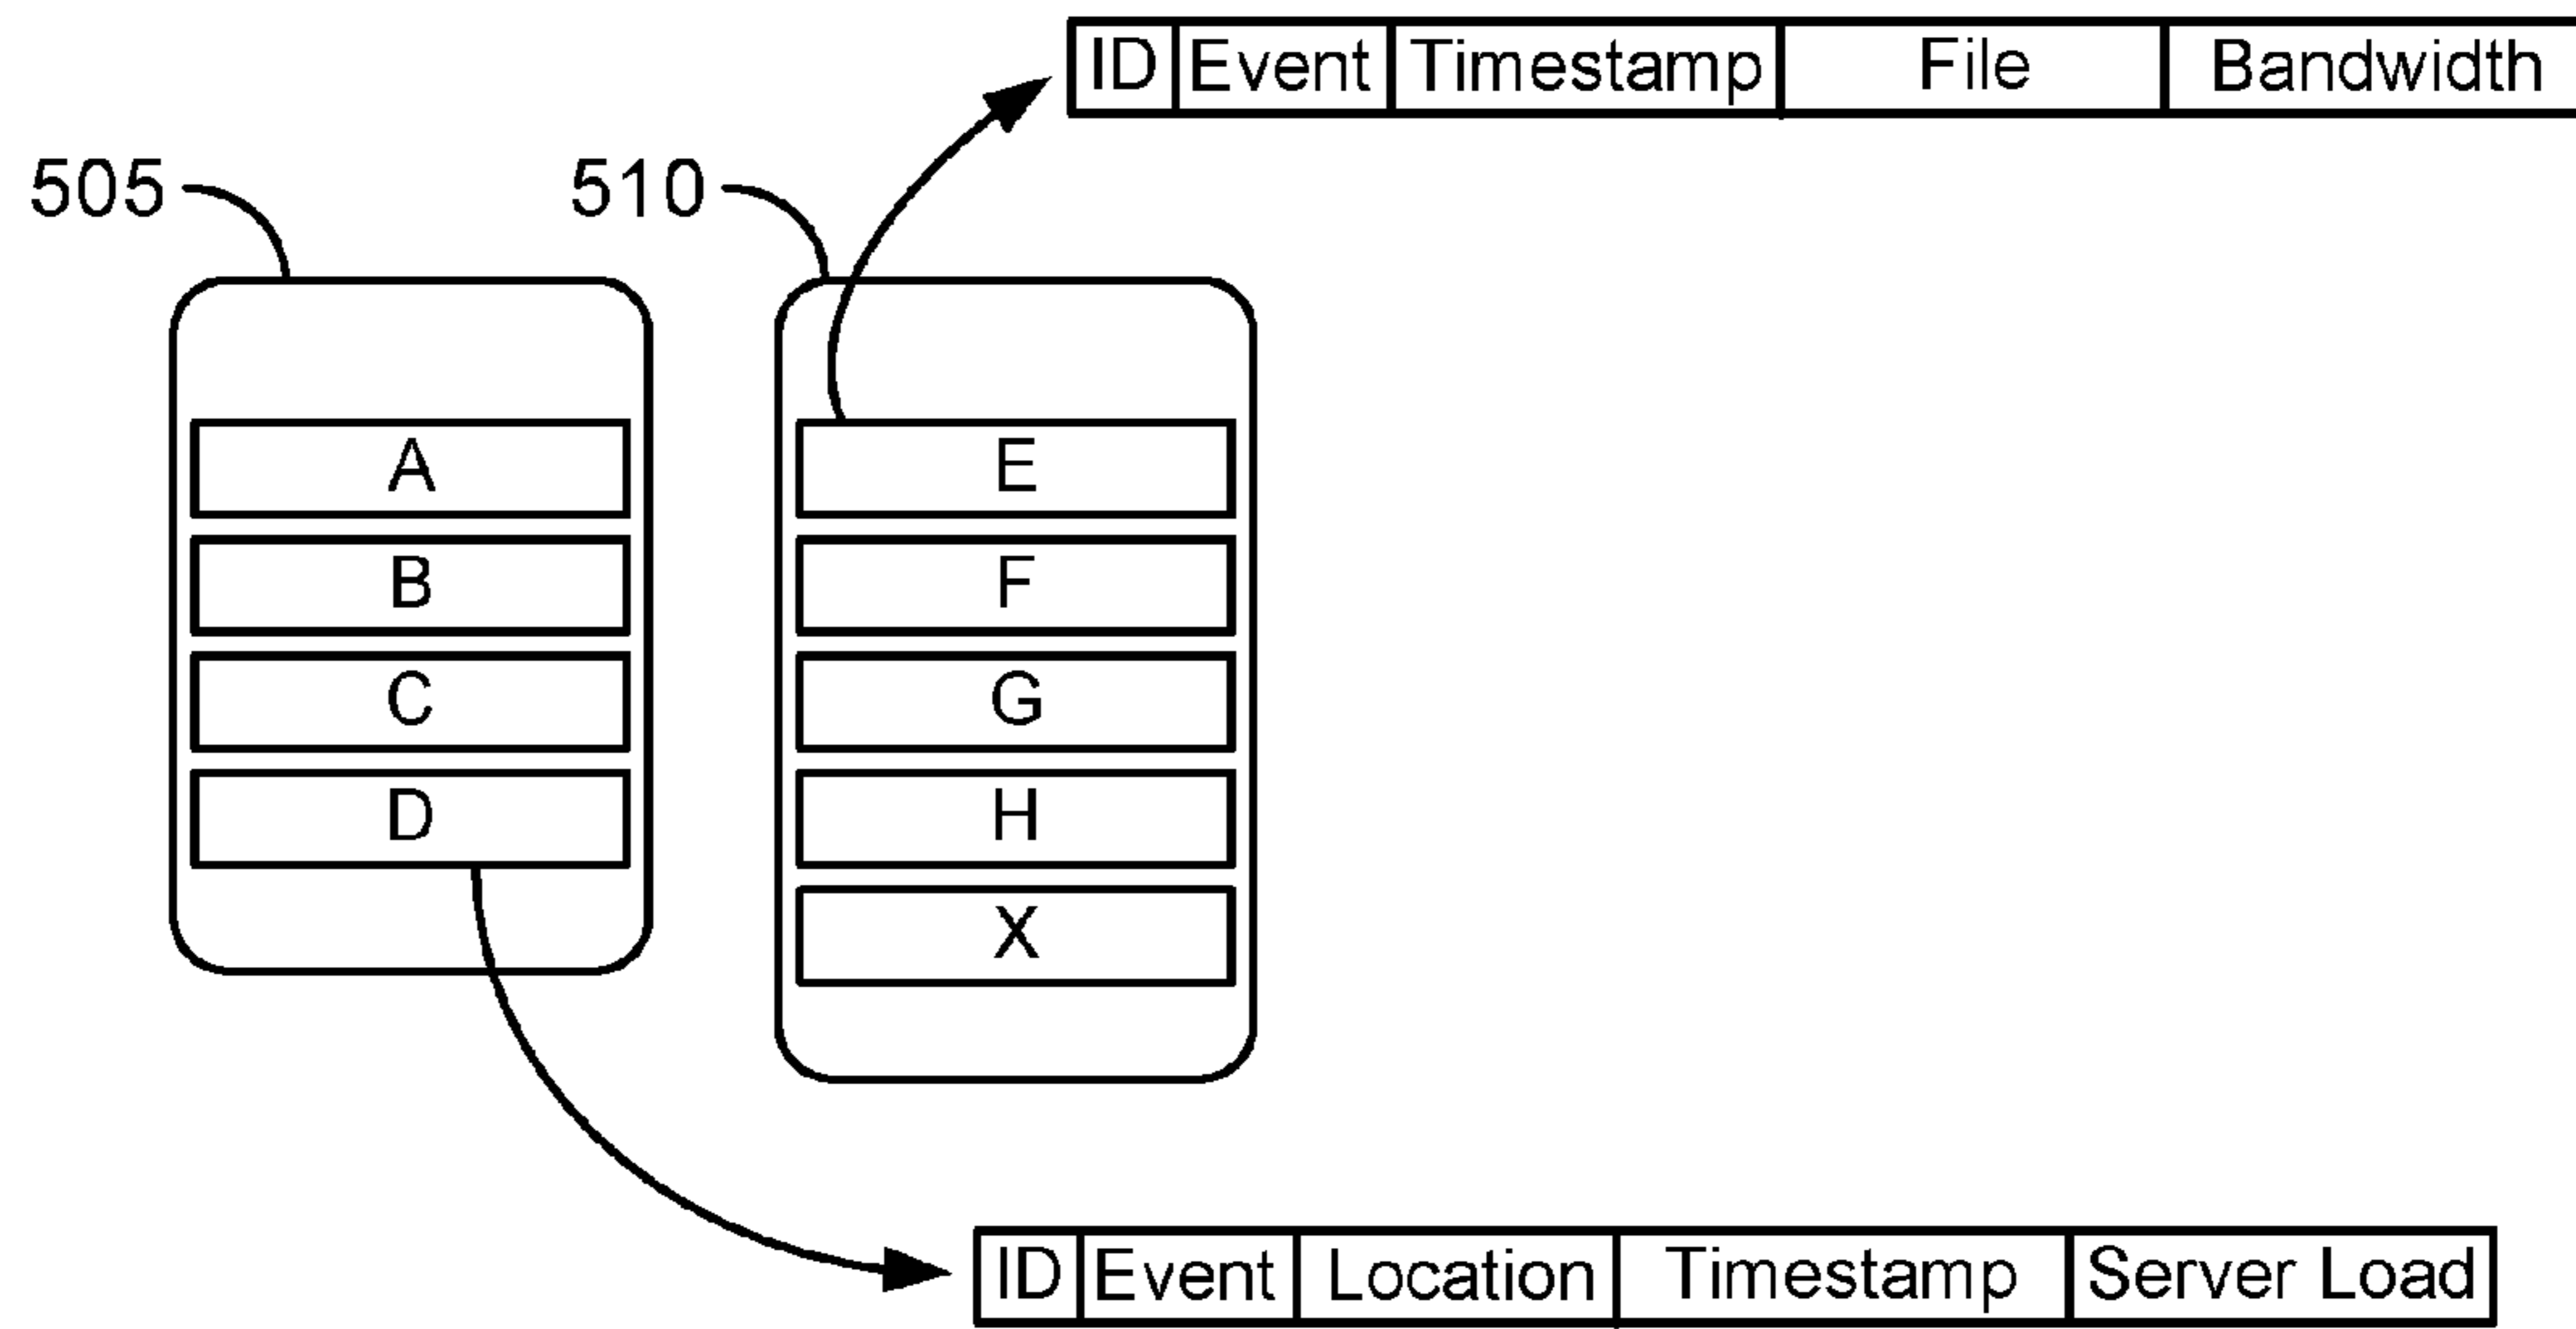 ID Event Timestamp File Bandwidth
505 510
A E
B F
C G
D H
X
ID Event Location Timestamp Server Load